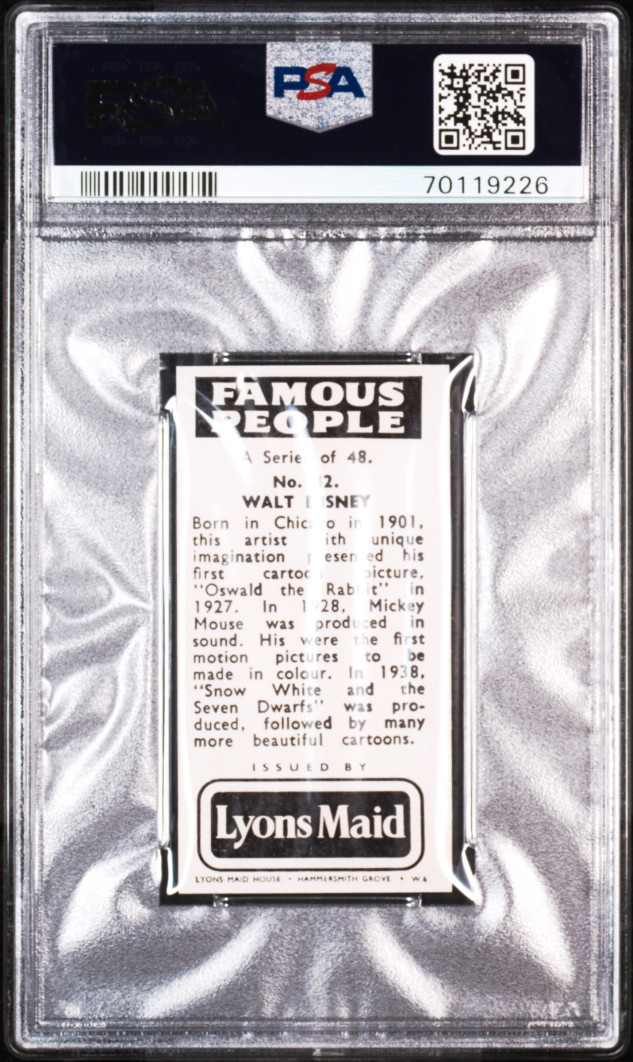 PSA
PSA
70119226
FAMOUS
PEOPLE
A Series of 48.
No.
WALT DISNEY
Born in Chicago in 1901,
this artist with unique
imagination presented his
first cartoon picture,
"Oswald the Rabbit" in
1927. In 1928, Mickey
Mouse was produced in
sound. His were the first
motion pictures to be
made in colour. In 1938,
"Snow White and the
Seven Dwarfs" was pro-
duced, followed by many
more beautiful cartoons.
ISSUED BY
Lyons Maid
LYONS MAID HOUSE • HAMMERSMITH GROVE • W.6